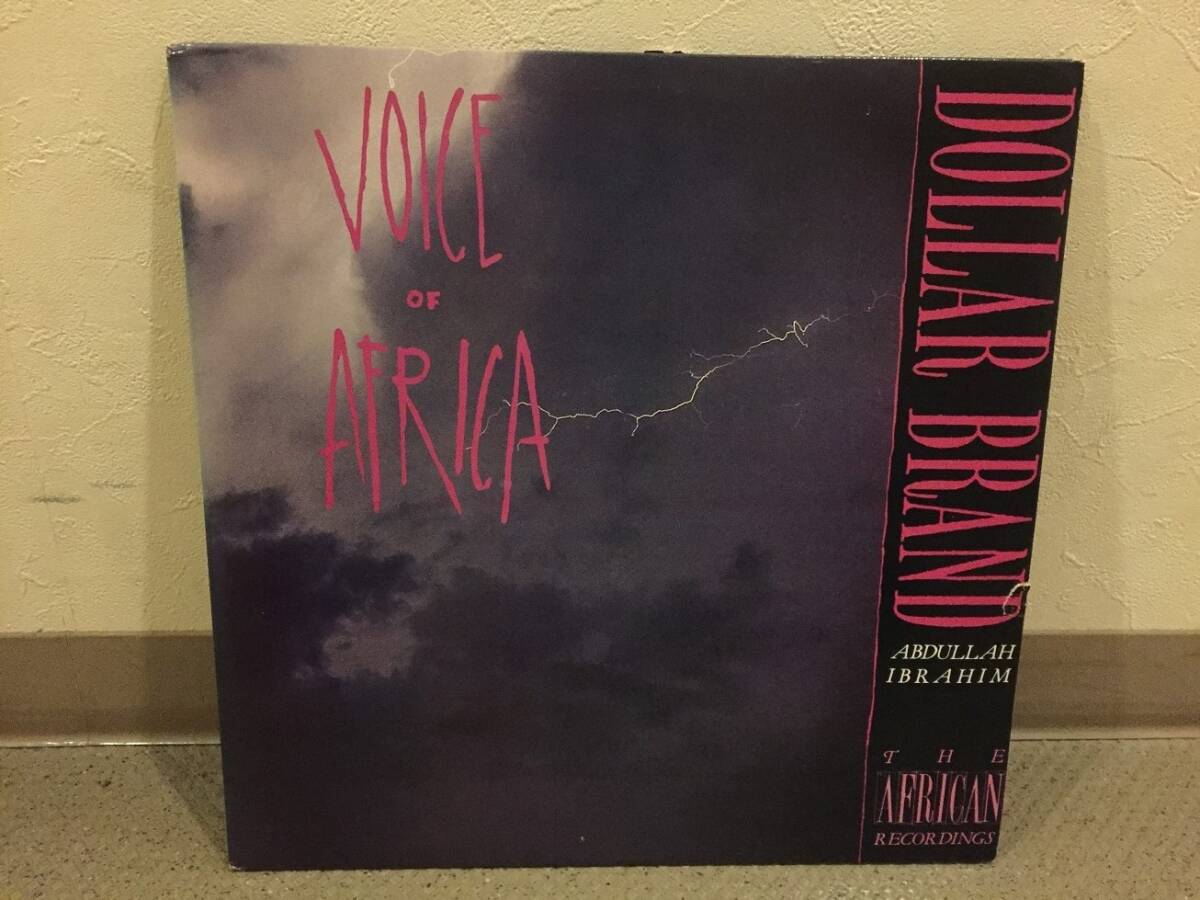 VOICE
OF
AFRICA
DOLLAR BRAND
ABDULLAH
IBRAHIM
THE
AFRICAN
RECORDINGS